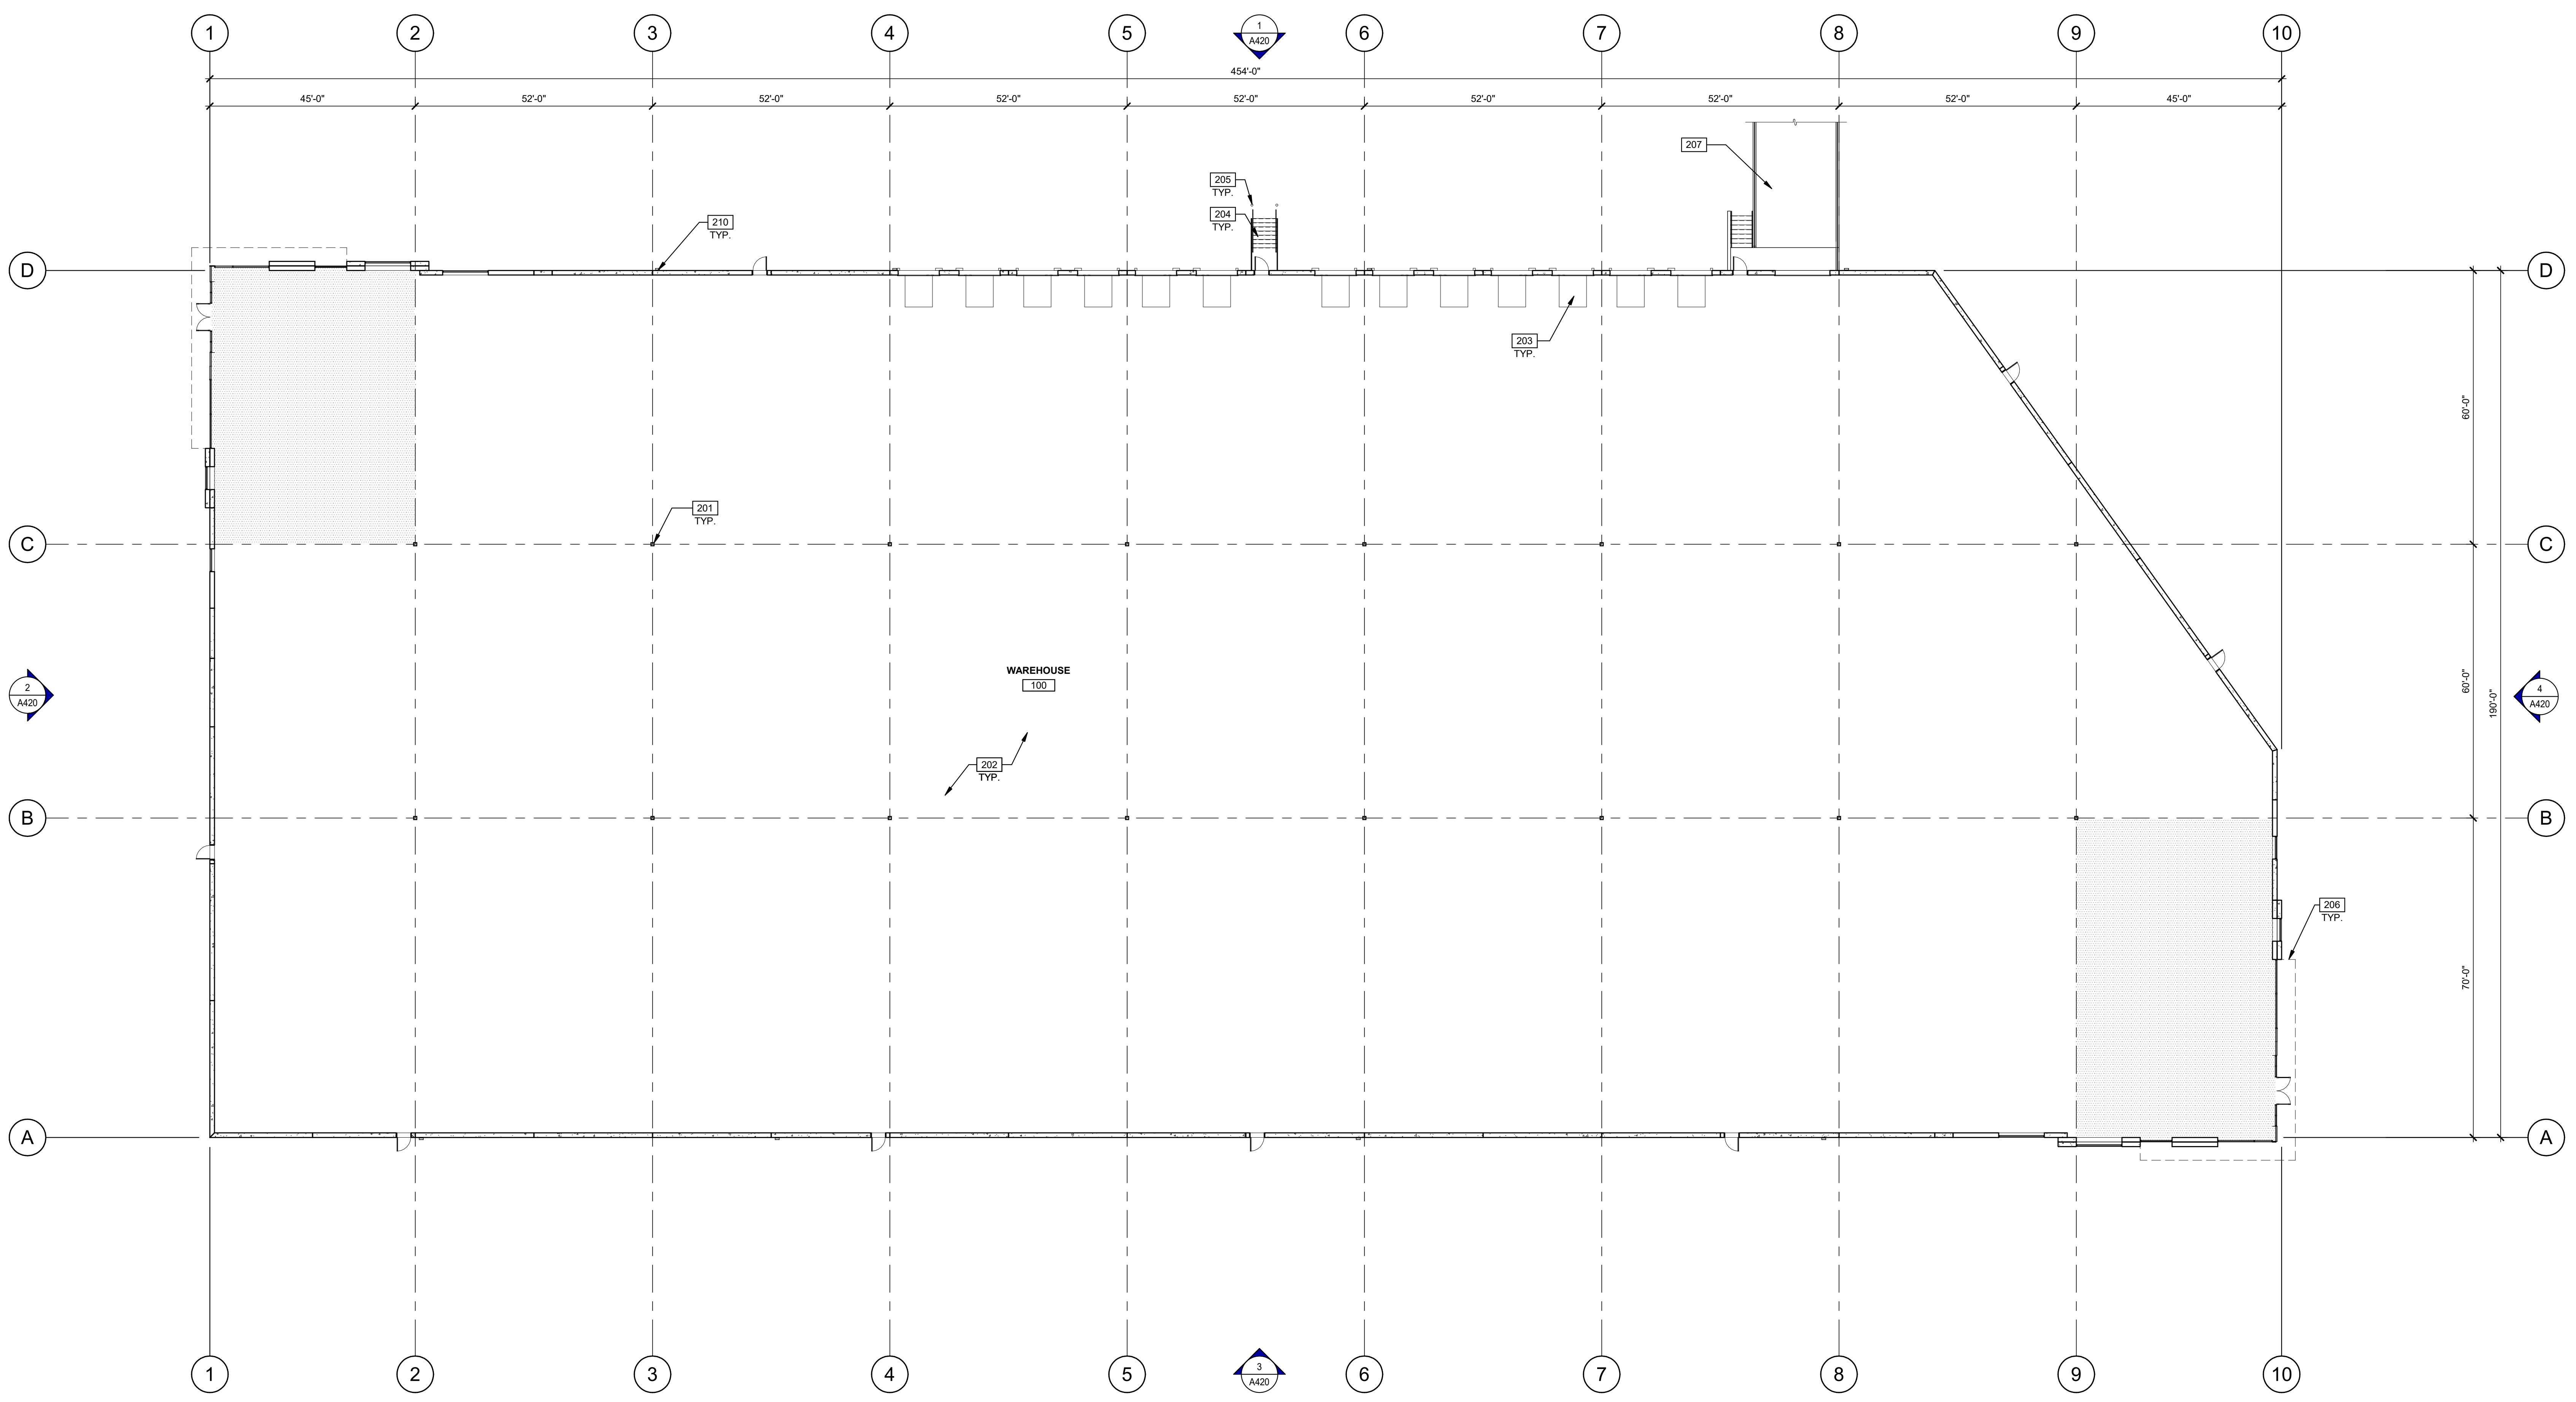 1 2 3 4 5 6 7 8 9 10
1
A420
454'-0"
45'-0" 52'-0" 52'-0" 52'-0" 52'-0" 52'-0" 52'-0" 52'-0" 45'-0"
207
205
TYP.
204
TYP.
210
TYP.
D D
203
TYP.
60'-0"
201
TYP.
C C
WAREHOUSE
100
60'-0"
190'-0"
2
A420
4
A420
202
TYP.
B B
206
TYP.
70'-0"
A A
3
A420
1 2 3 4 5 6 7 8 9 10